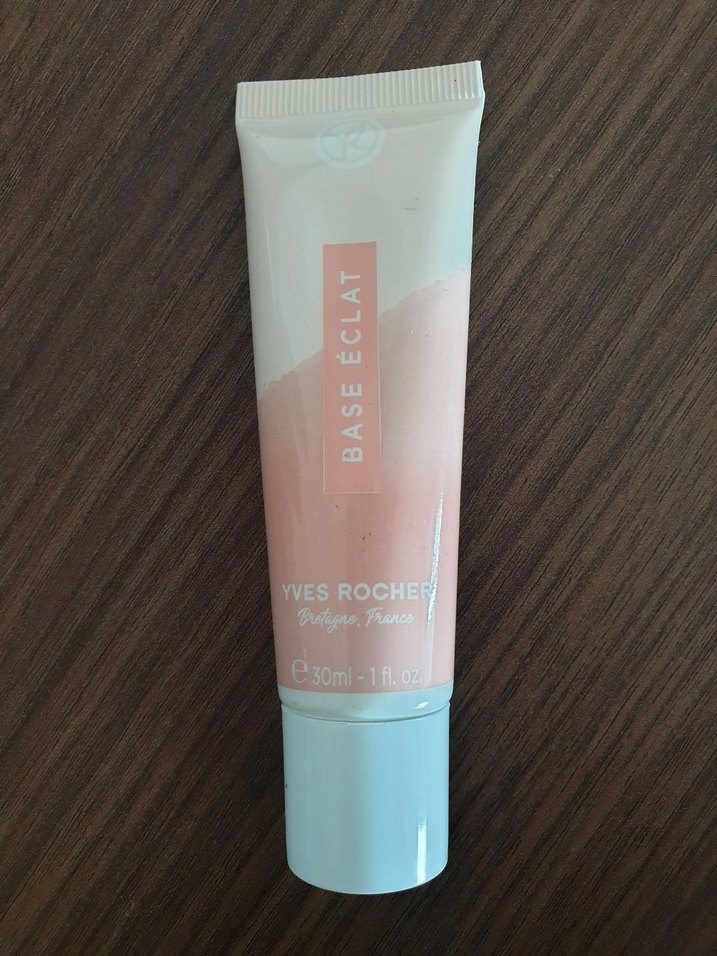 BASE ÉCLAT
YVES ROCHER
Bretagne, France
℮ 30ml - 1 fl. oz.